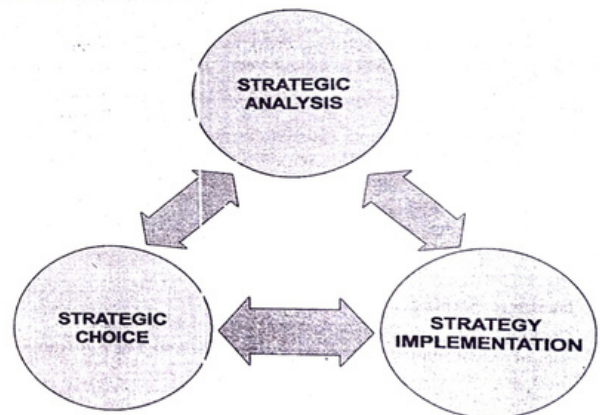 STRATEGIC
ANALYSIS
STRATEGIC
CHOICE
STRATEGY
IMPLEMENTATION